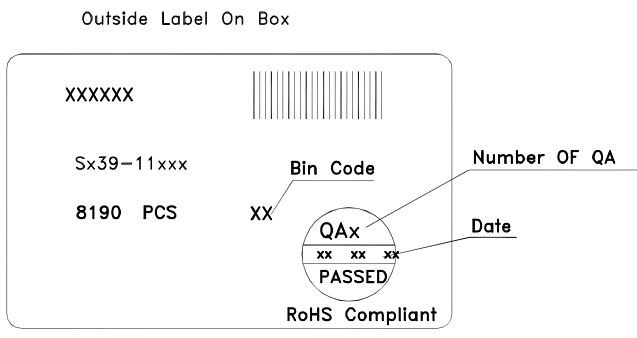 Outside Label On Box
XXXXXX
Sx39-11xxx
Bin Code
Number OF QA
8190 PCS
XX
QAx
Date
xx xx xx
PASSED
RoHS Compliant